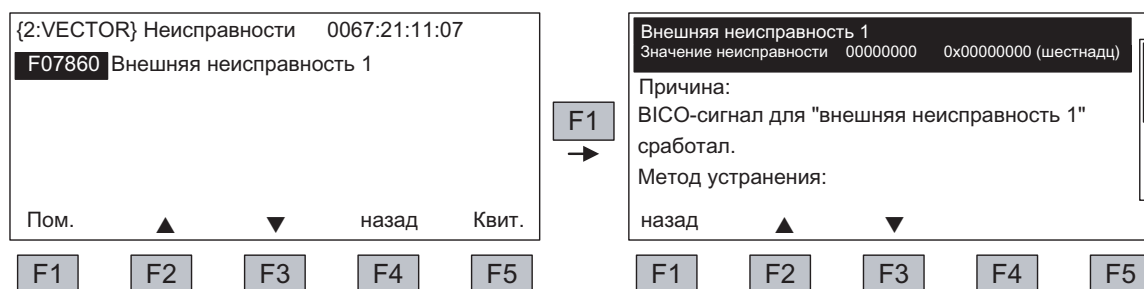 {2:VECTOR} Неисправности 0067:21:11:07
F07860 Внешняя неисправность 1
Пом. ▲ ▼ назад Квит.
F1 F2 F3 F4 F5
F1
Внешняя неисправность 1
Значение неисправности 00000000 0x00000000 (шестнадц)
Причина:
BICO-сигнал для "внешняя неисправность 1"
сработал.
Метод устранения:
назад ▲ ▼
F1 F2 F3 F4 F5